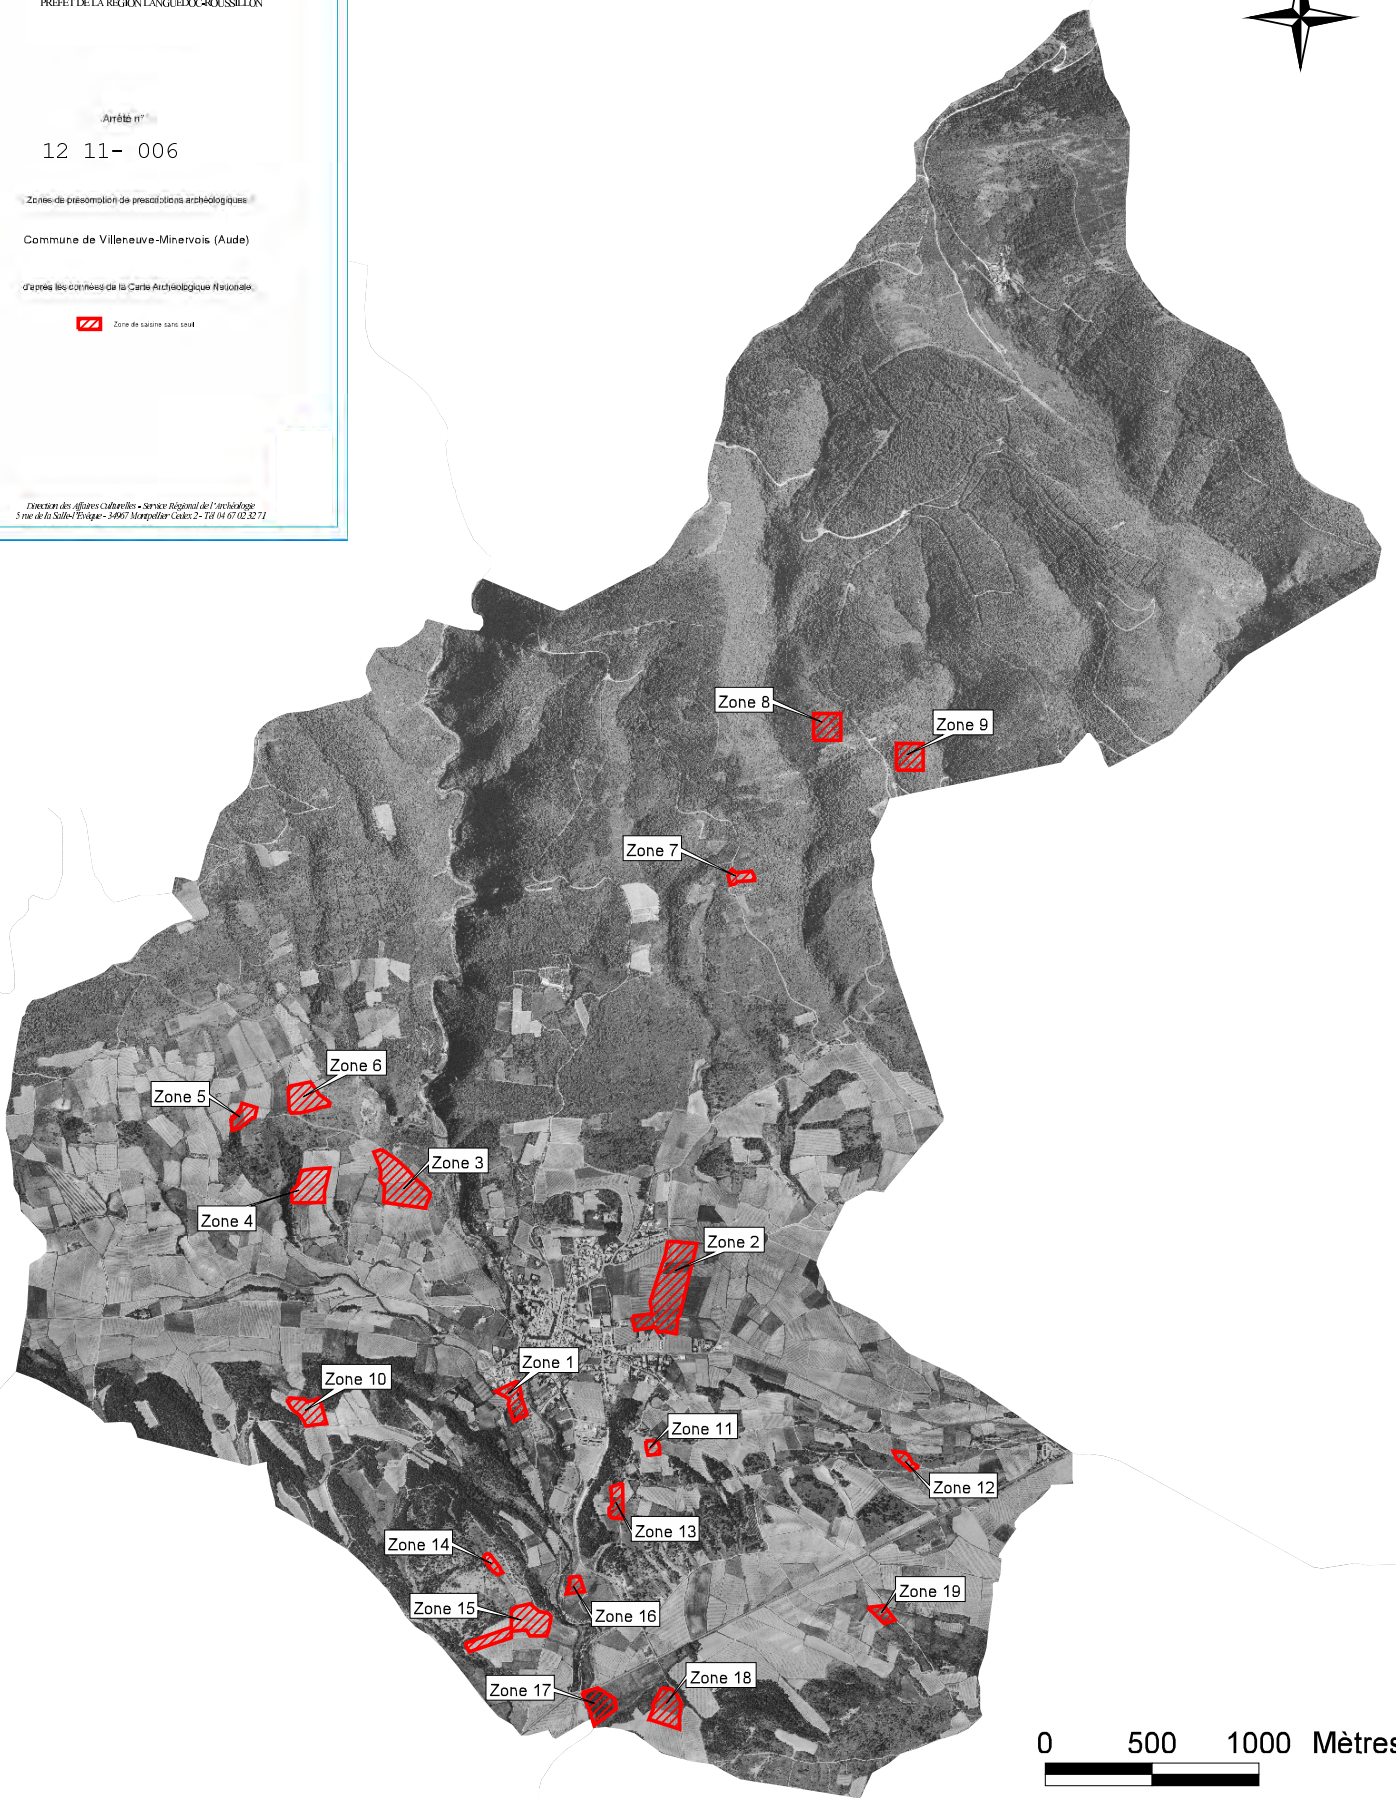 PREFET DE LA REGION LANGUEDOC-ROUSSILLON
Arrêté n°
12 11- 006
Zones de présomption de prescriptions archéologiques
Commune de Villeneuve-Minervois (Aude)
d'après les données de la Carte Archéologique Nationale
Zone de saisine sans seuil
Direction des Affaires Culturelles - Service Régional de l'Archéologie
5 rue de la Salle-l'Evêque - 34967 Montpellier Cedex 2 - Tél 04 67 02 32 71
Zone 8
Zone 9
Zone 7
Zone 6
Zone 5
Zone 3
Zone 4
Zone 2
Zone 1
Zone 10
Zone 11
Zone 12
Zone 13
Zone 14
Zone 19
Zone 15
Zone 16
Zone 18
Zone 17
0 500 1000 Mètres